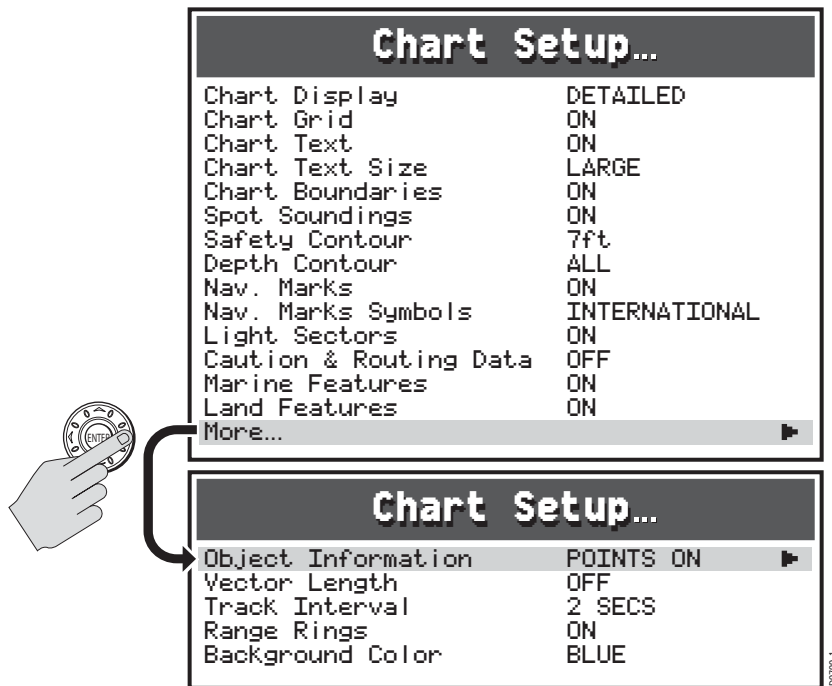 Chart Setup...
Chart Display DETAILED
Chart Grid ON
Chart Text ON
Chart Text Size LARGE
Chart Boundaries ON
Spot Soundings ON
Safety Contour 7ft
Depth Contour ALL
Nav. Marks ON
Nav. Marks Symbols INTERNATIONAL
Light Sectors ON
Caution & Routing Data OFF
Marine Features ON
Land Features ON
More...
ENTER
Chart Setup...
Object Information POINTS ON
Vector Length OFF
Track Interval 2 SECS
Range Rings ON
Background Color BLUE